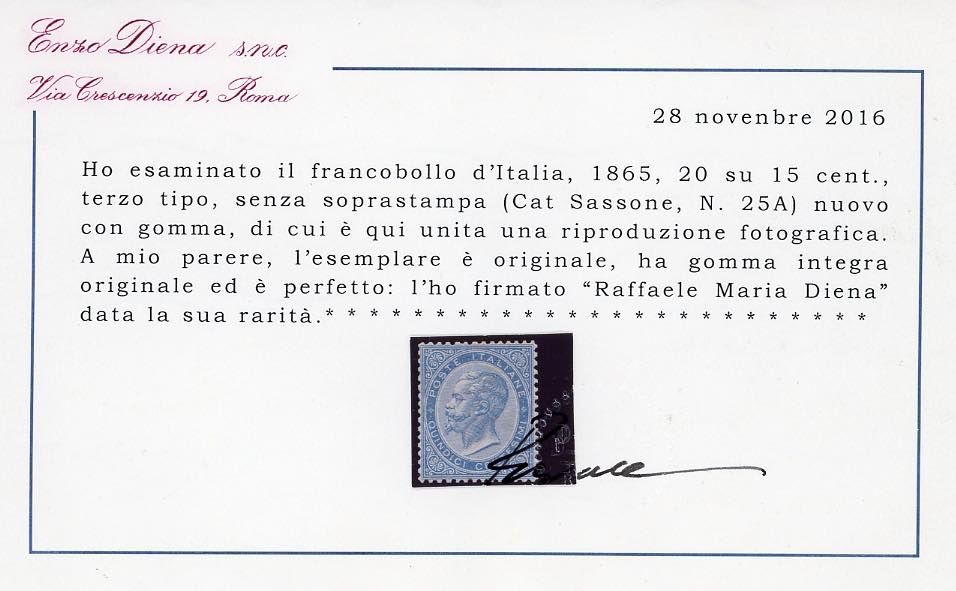 Enzo Diena s.n.c.
Via Crescenzio 19, Roma
28 novenbre 2016
Ho esaminato il francobollo d'Italia, 1865, 20 su 15 cent.,
terzo tipo, senza soprastampa (Cat Sassone, N. 25A) nuovo
con gomma, di cui è qui unita una riproduzione fotografica.
A mio parere, l'esemplare è originale, ha gomma integra
originale ed è perfetto: l'ho firmato “Raffaele Maria Diena”
data la sua rarità.* * * * * * * * * * * * * * * * * * * * * * * * *
POSTE ITALIANE
QUINDICI